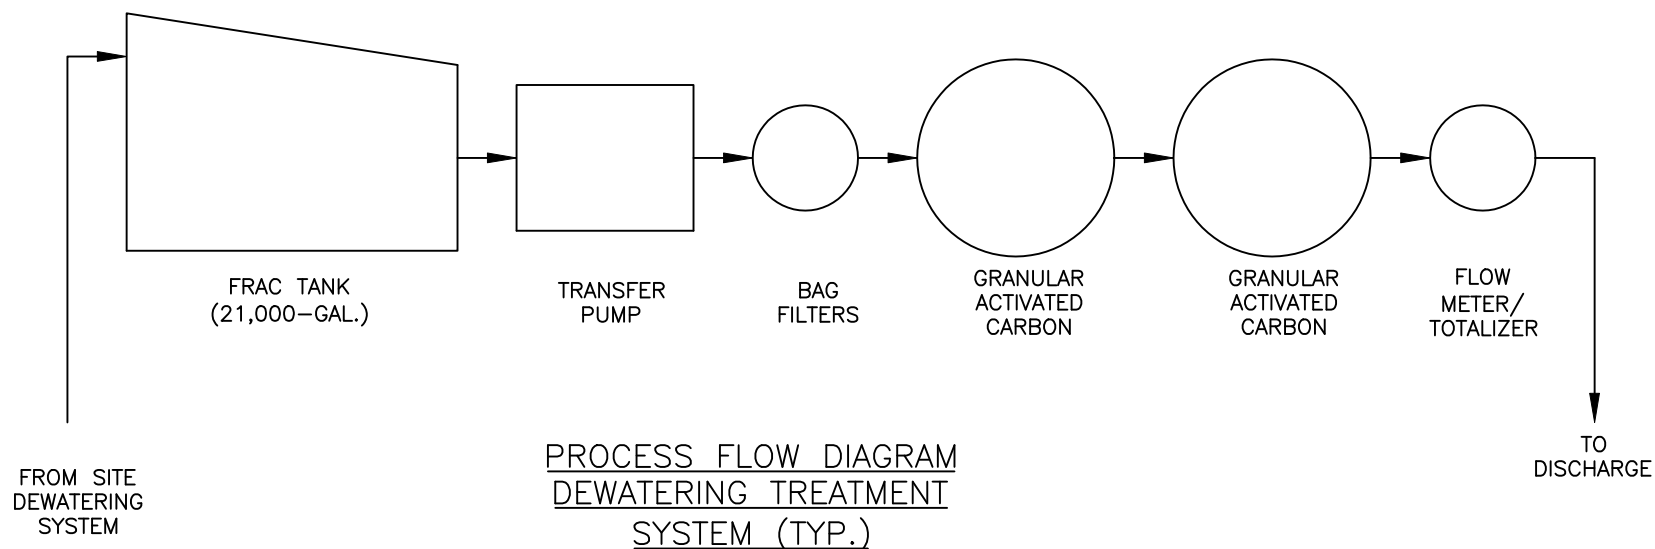 FRAC TANK
(21,000-GAL.)
TRANSFER
PUMP
BAG
FILTERS
GRANULAR
ACTIVATED
CARBON
GRANULAR
ACTIVATED
CARBON
FLOW
METER/
TOTALIZER
FROM SITE
DEWATERING
SYSTEM
TO
DISCHARGE
PROCESS FLOW DIAGRAM
DEWATERING TREATMENT
SYSTEM (TYP.)